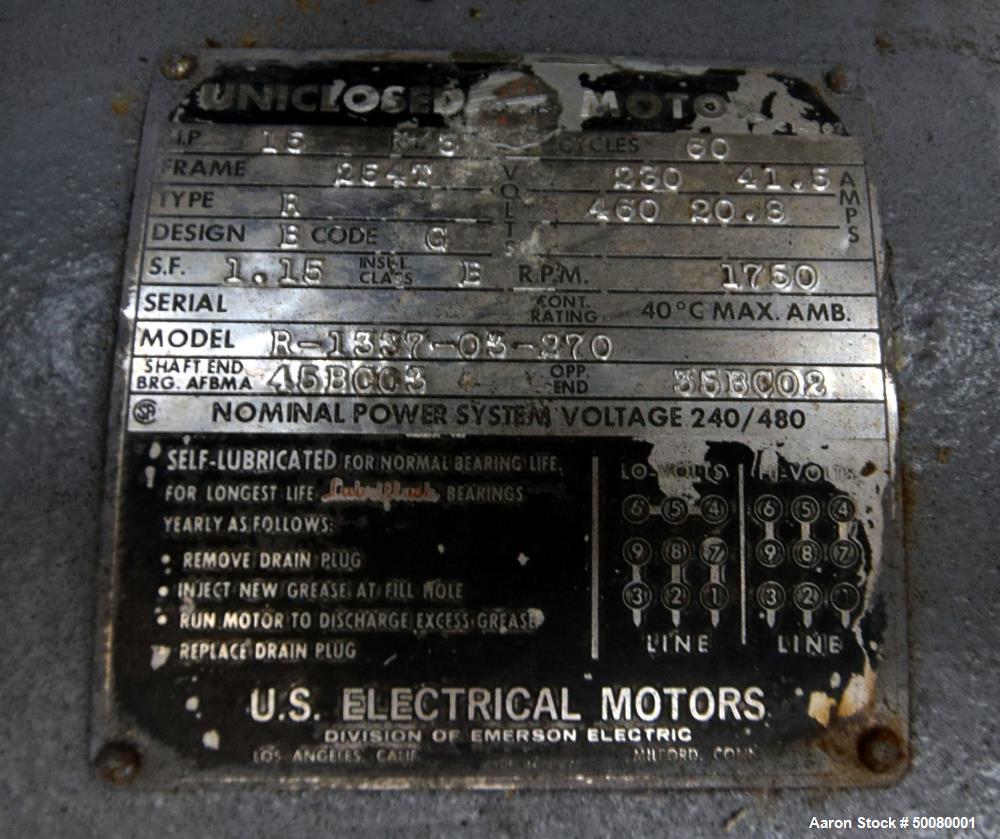 UNICLOSED MOTOR
H.P. 15 CYCLES 60
FRAME 254T VOLTS 230 41.5 AMPS
TYPE R 460 20.8
DESIGN B CODE G
S.F. 1.15 INSUL. CLASS B R.P.M. 1750
SERIAL CONT. RATING 40°C MAX. AMB.
MODEL R-1337-03-270
SHAFT END BRG. AFBMA 45BC03 OPP. END 35BC02
NOMINAL POWER SYSTEM VOLTAGE 240/480
SELF-LUBRICATED FOR NORMAL BEARING LIFE.
FOR LONGEST LIFE Lubriflush BEARINGS
YEARLY AS FOLLOWS:
• REMOVE DRAIN PLUG
• INJECT NEW GREASE AT FILL HOLE
• RUN MOTOR TO DISCHARGE EXCESS GREASE
• REPLACE DRAIN PLUG
LO-VOLTS HI-VOLTS
6 5 4 6 5 4
9 8 7 9 8 7
3 2 1 3 2 1
LINE LINE
U.S. ELECTRICAL MOTORS
DIVISION OF EMERSON ELECTRIC
LOS ANGELES, CALIF. MILFORD, CONN.
Aaron Stock # 50080001